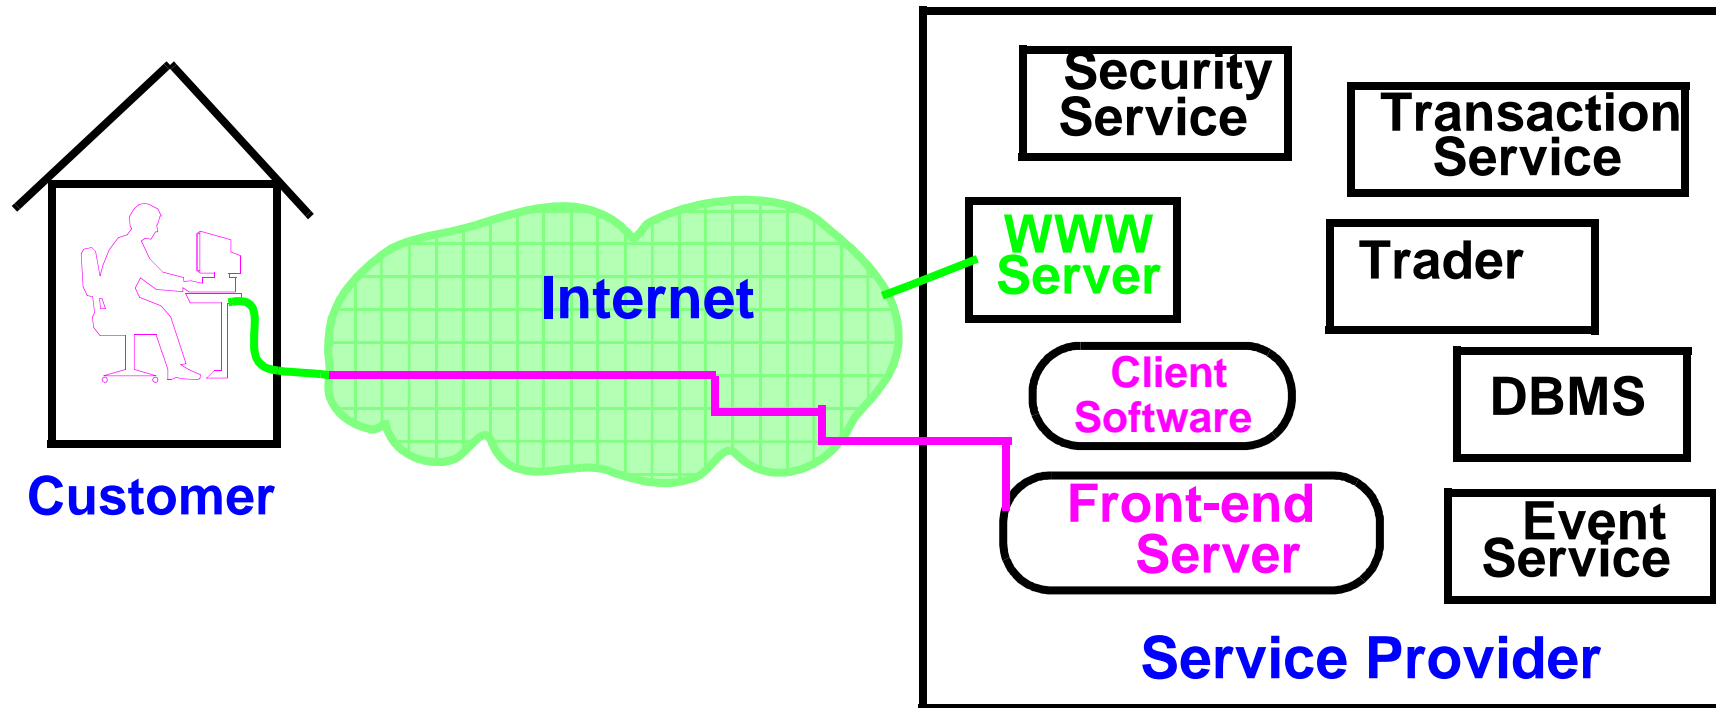 Security
Service
Transaction
Service
WWW
Server
Trader
Internet
Client
Software
DBMS
Customer
Front-end
Server
Event
Service
Service Provider